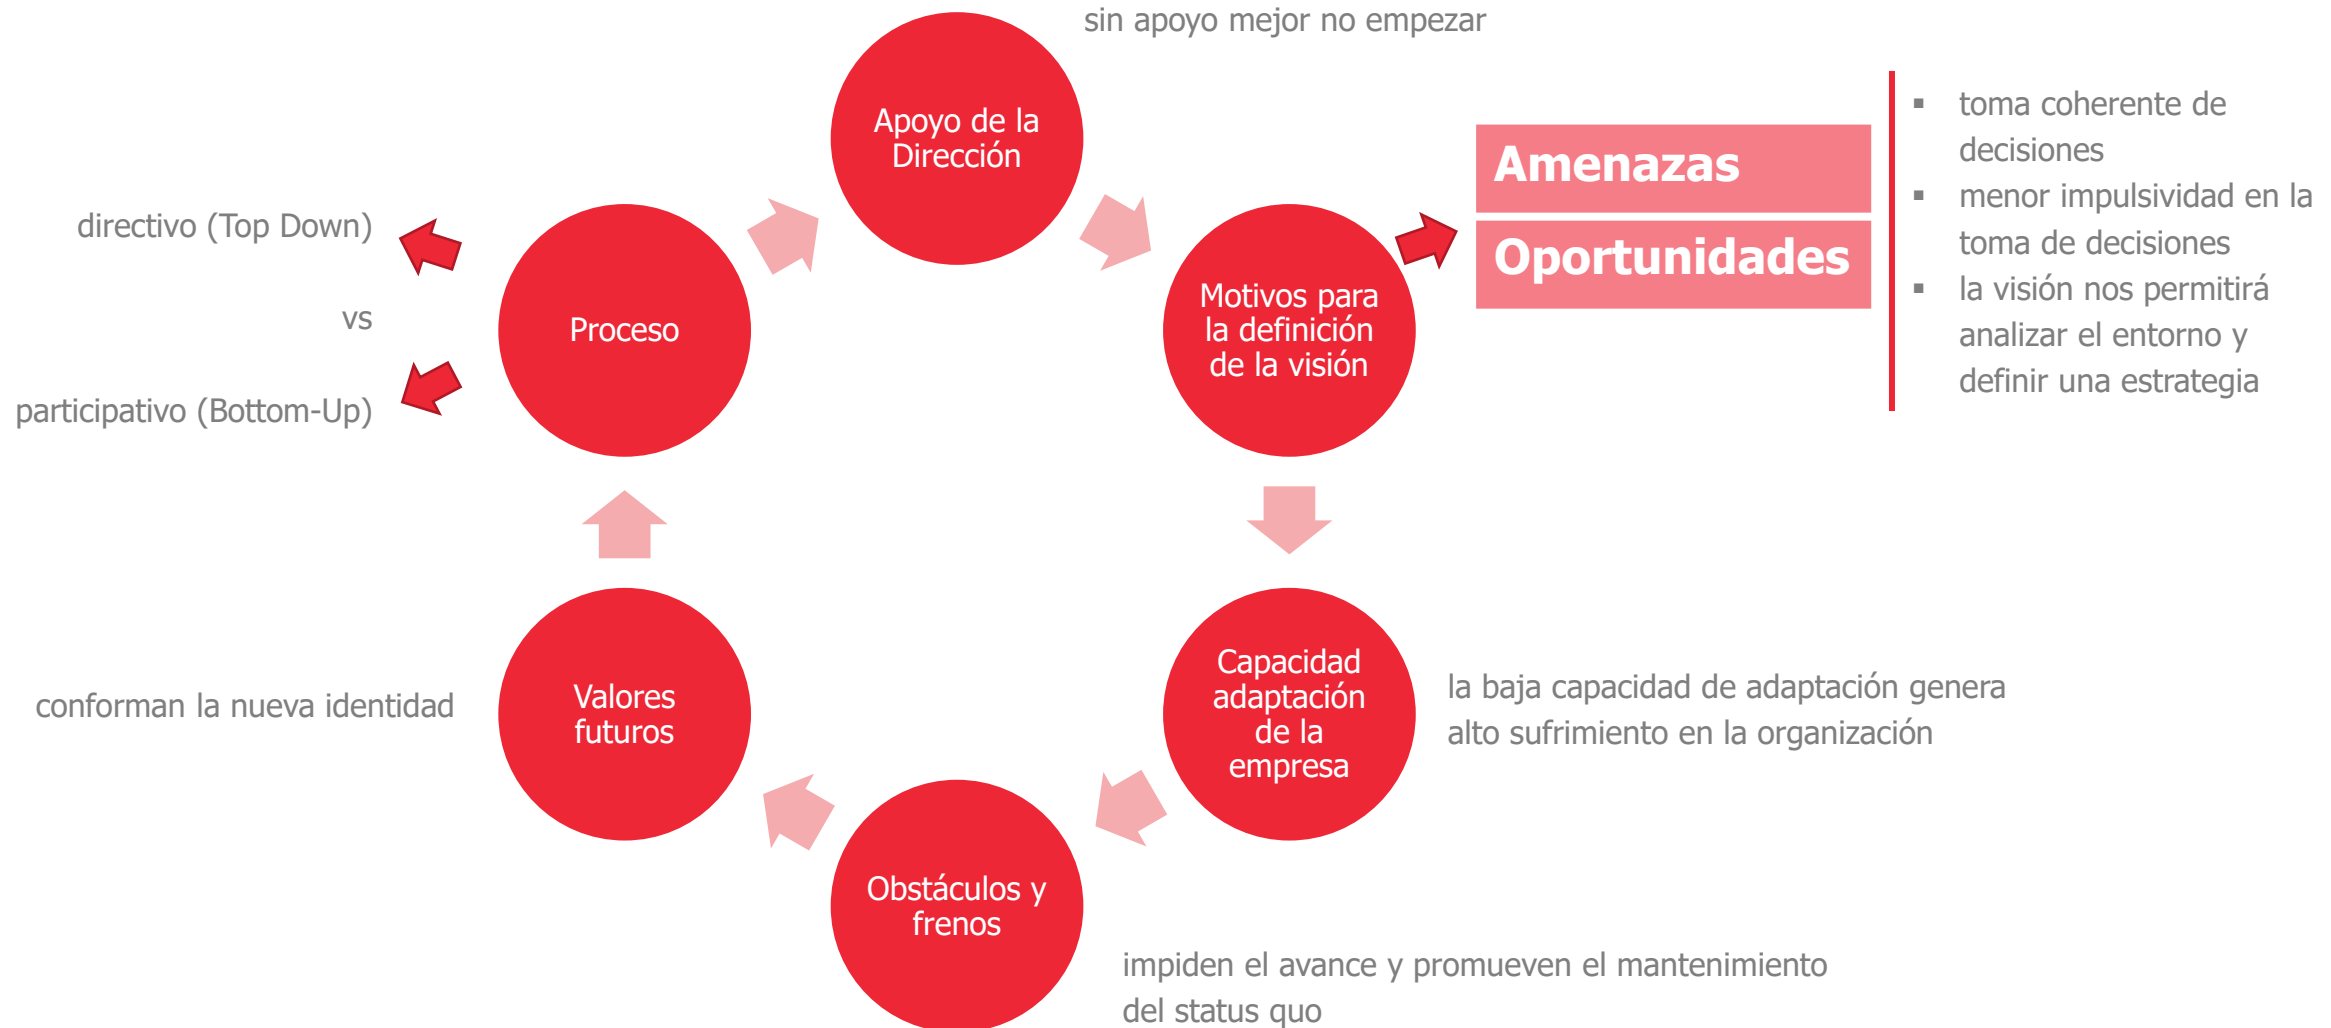 sin apoyo mejor no empezar
Apoyo de la
Dirección
Amenazas
Oportunidades
▪ toma coherente de
decisiones
▪ menor impulsividad en la
toma de decisiones
▪ la visión nos permitirá
analizar el entorno y
definir una estrategia
Motivos para
la definición
de la visión
directivo (Top Down)
vs
participativo (Bottom-Up)
Proceso
Capacidad
adaptación
de la
empresa
la baja capacidad de adaptación genera
alto sufrimiento en la organización
conforman la nueva identidad
Valores
futuros
Obstáculos y
frenos
impiden el avance y promueven el mantenimiento
del status quo